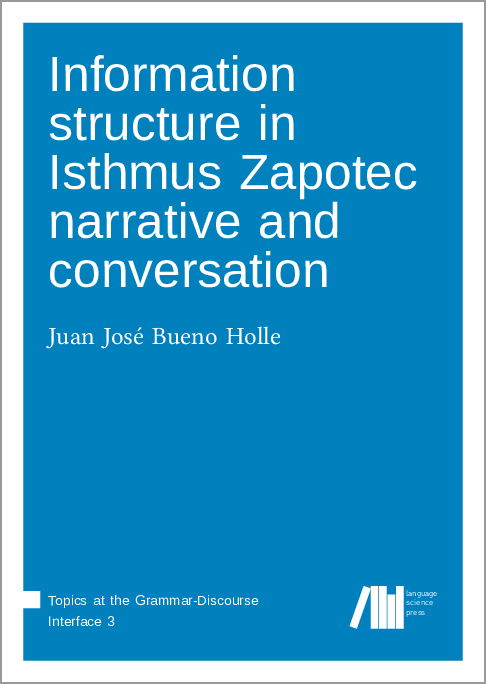 Information
structure in
Isthmus Zapotec
narrative and
conversation
Juan José Bueno Holle
Topics at the Grammar-Discourse
Interface 3
language
science
press